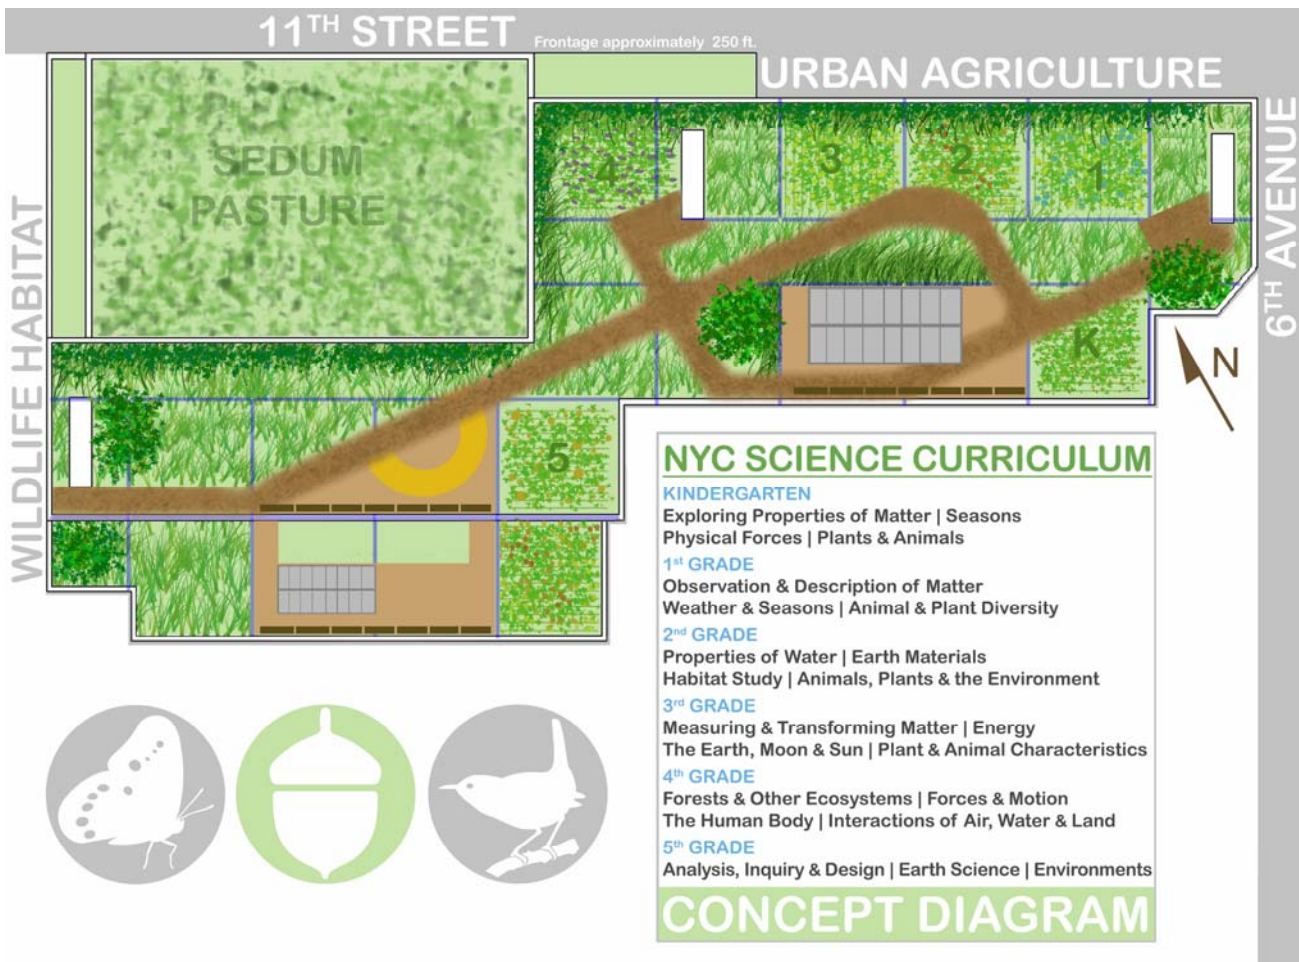 11TH STREET
Frontage approximately 250 ft.
URBAN AGRICULTURE
6TH AVENUE
WILDLIFE HABITAT
SEDUM
PASTURE
4
3
2
1
K
5
N
NYC SCIENCE CURRICULUM
KINDERGARTEN
Exploring Properties of Matter | Seasons
Physical Forces | Plants & Animals
1st GRADE
Observation & Description of Matter
Weather & Seasons | Animal & Plant Diversity
2nd GRADE
Properties of Water | Earth Materials
Habitat Study | Animals, Plants & the Environment
3rd GRADE
Measuring & Transforming Matter | Energy
The Earth, Moon & Sun | Plant & Animal Characteristics
4th GRADE
Forests & Other Ecosystems | Forces & Motion
The Human Body | Interactions of Air, Water & Land
5th GRADE
Analysis, Inquiry & Design | Earth Science | Environments
CONCEPT DIAGRAM